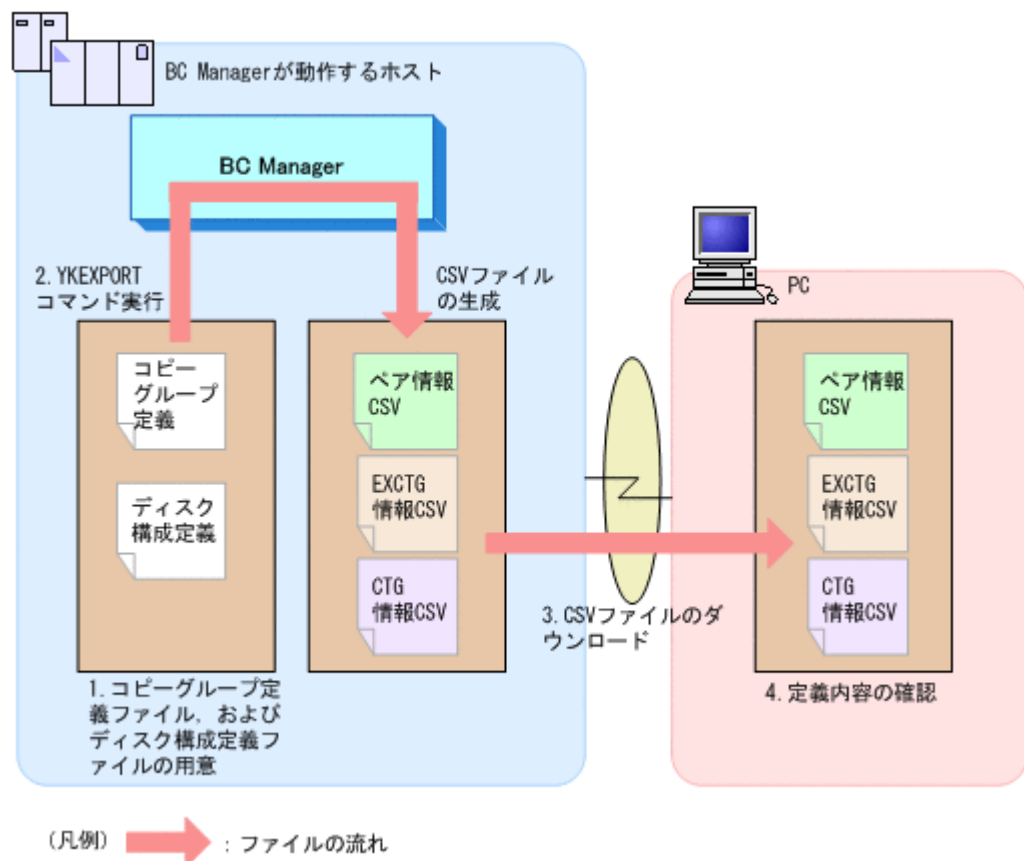 BC Managerが動作するホスト
BC Manager
2.YKEXPORT
コマンド実行
CSVファイル
の生成
PC
コピー
グループ
定義
ディスク
構成定義
ペア情報
CSV
EXCTG
情報CSV
CTG
情報CSV
ペア情報
CSV
EXCTG
情報CSV
CTG
情報CSV
3.CSVファイルのダ
ウンロード
1.コピーグループ定
義ファイル，および
ディスク構成定義フ
ァイルの用意
4.定義内容の確認
(凡例)
：ファイルの流れ